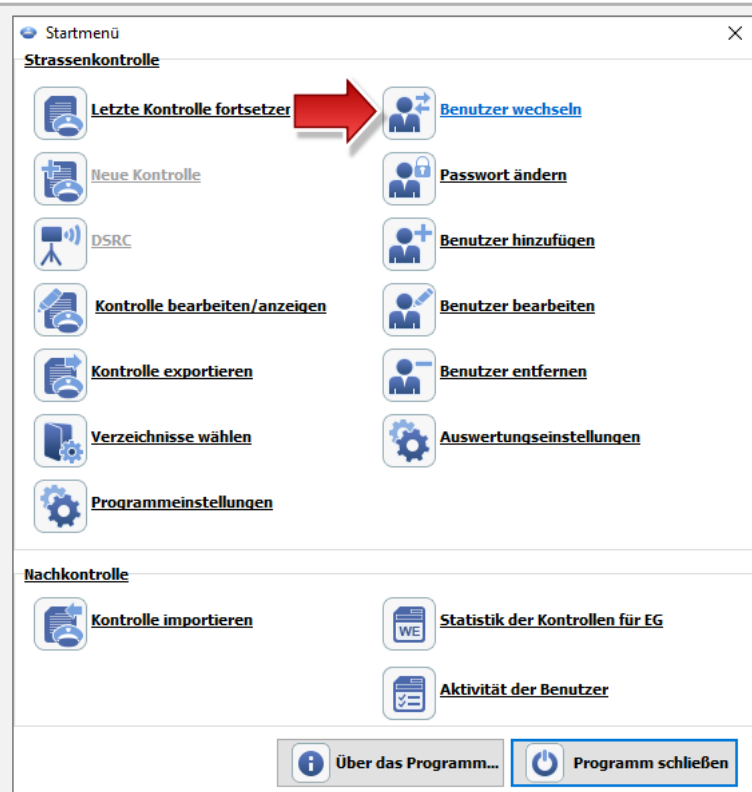 Startmenü
Strassenkontrolle
Letzte Kontrolle fortsetzen
Benutzer wechseln
Neue Kontrolle
Passwort ändern
DSRC
Benutzer hinzufügen
Kontrolle bearbeiten/anzeigen
Benutzer bearbeiten
Kontrolle exportieren
Benutzer entfernen
Verzeichnisse wählen
Auswertungseinstellungen
Programmeinstellungen
Nachkontrolle
Kontrolle importieren
WE
Statistik der Kontrollen für EG
Aktivität der Benutzer
Über das Programm...
Programm schließen